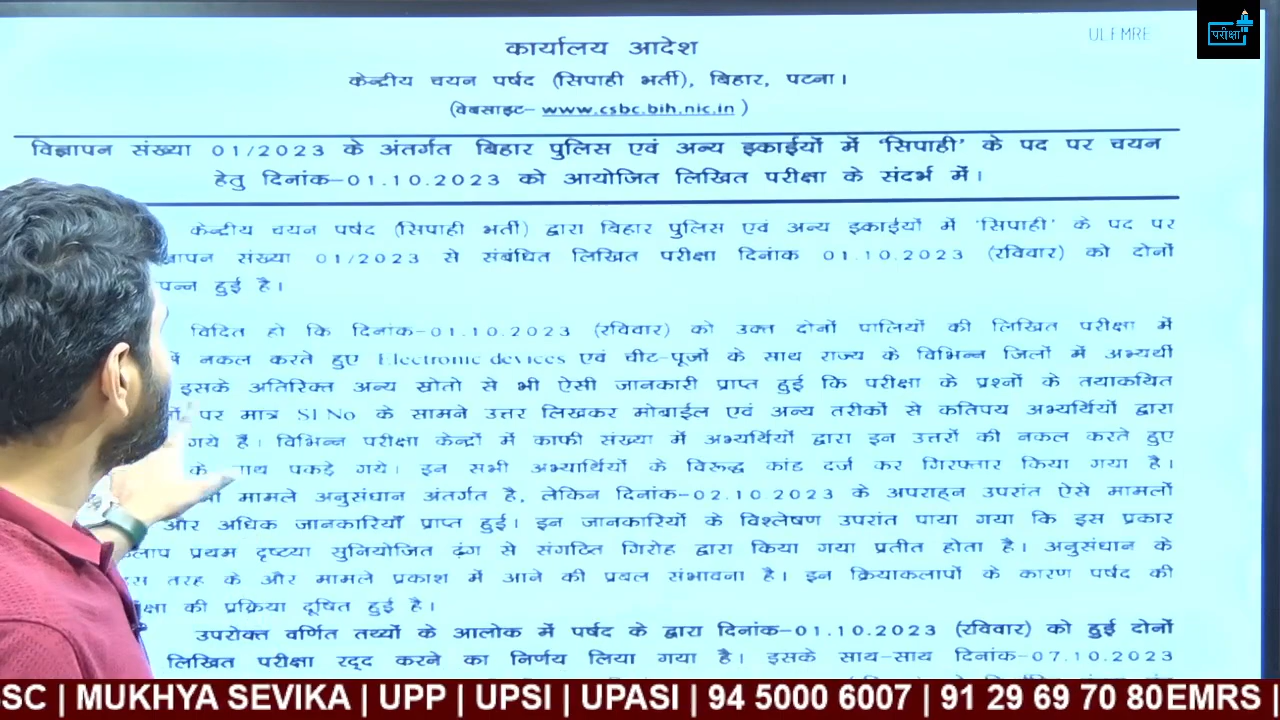 ULEMRE
परीक्षा
कार्यालय आदेश
केन्द्रीय चयन पर्षद (सिपाही भर्ती), बिहार, पटना।
(वेबसाइट- www.csbc.bih.nic.in )
विज्ञापन संख्या 01/2023 के अंतर्गत बिहार पुलिस एवं अन्य इकाईयों में 'सिपाही' के पद पर चयन
हेतु दिनांक-01.10.2023 को आयोजित लिखित परीक्षा के संदर्भ में।
केन्द्रीय चयन पर्षद (सिपाही भर्ती) द्वारा बिहार पुलिस एवं अन्य इकाईयों में 'सिपाही' के पद पर
संख्या 01/2023 से संबंधित लिखित परीक्षा दिनांक 01.10.2023 (रविवार) को दोनों
हुई है।
विदित हो कि दिनांक-01.10.2023 (रविवार) को उक्त दोनों पालियों की लिखित परीक्षा में
नकल करते हुए Electronic devices एवं चीट-पूर्जो के साथ राज्य के विभिन्न जिलों में अभ्यर्थी
इसके अतिरिक्त अन्य स्रोतो से भी ऐसी जानकारी प्राप्त हुई कि परीक्षा के प्रश्नों के तथाकथित
पर मात्र Sl No के सामने उत्तर लिखकर मोबाईल एवं अन्य तरीकों से कतिपय अभ्यर्थियों द्वारा
गये हैं। विभिन्न परीक्षा केन्द्रों में काफी संख्या में अभ्यर्थियों द्वारा इन उत्तरों की नकल करते हुए
के साथ पकड़े गये। इन सभी अभ्यार्थियों के विरूद्ध कांड दर्ज कर गिरफ्तार किया गया है।
मामले अनुसंधान अंतर्गत है, लेकिन दिनांक-02.10 2023 के अपराह्न उपरांत ऐसे मामलों
और अधिक जानकारियाँ प्राप्त हुई। इन जानकारियों के विश्लेषण उपरांत पाया गया कि इस प्रकार
प्रथम दृष्टया सुनियोजित ढ़ंग से संगठित गिरोह द्वारा किया गया प्रतीत होता है। अनुसंधान के
तरह के और मामले प्रकाश में आने की प्रबल संभावना है। इन क्रियाकलापों के कारण पर्षद की
की प्रक्रिया दूषित हुई है।
उपरोक्त वर्णित तथ्यों के आलोक में पर्षद के द्वारा दिनांक-01.10.2023 (रविवार) को हुई दोनों
लिखित परीक्षा रद्द करने का निर्णय लिया गया है। इसके साथ-साथ दिनांक-07.10.2023
SC | MUKHYA SEVIKA | UPP | UPSI | UPASI | 94 5000 6007 | 91 29 69 70 80 EMRS |